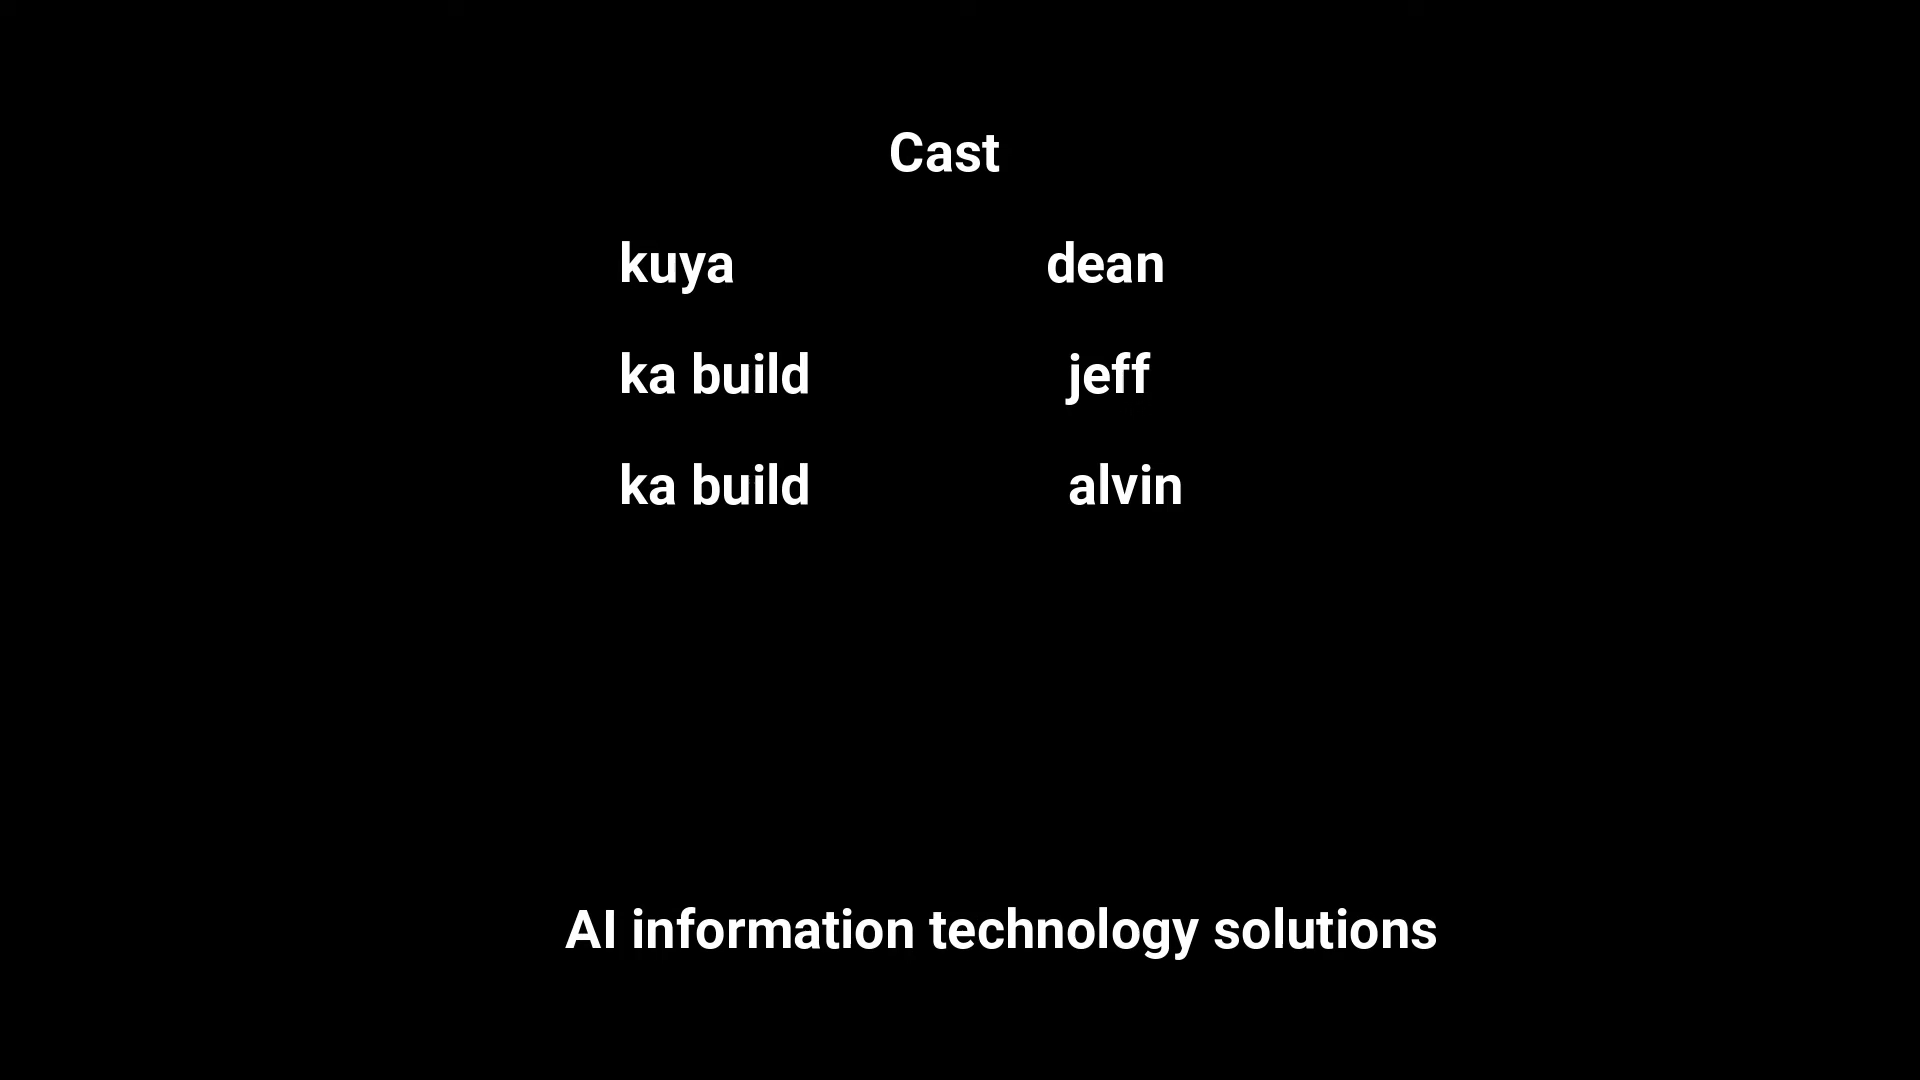 Cast
kuya dean
ka build jeff
ka build alvin
AI information technology solutions